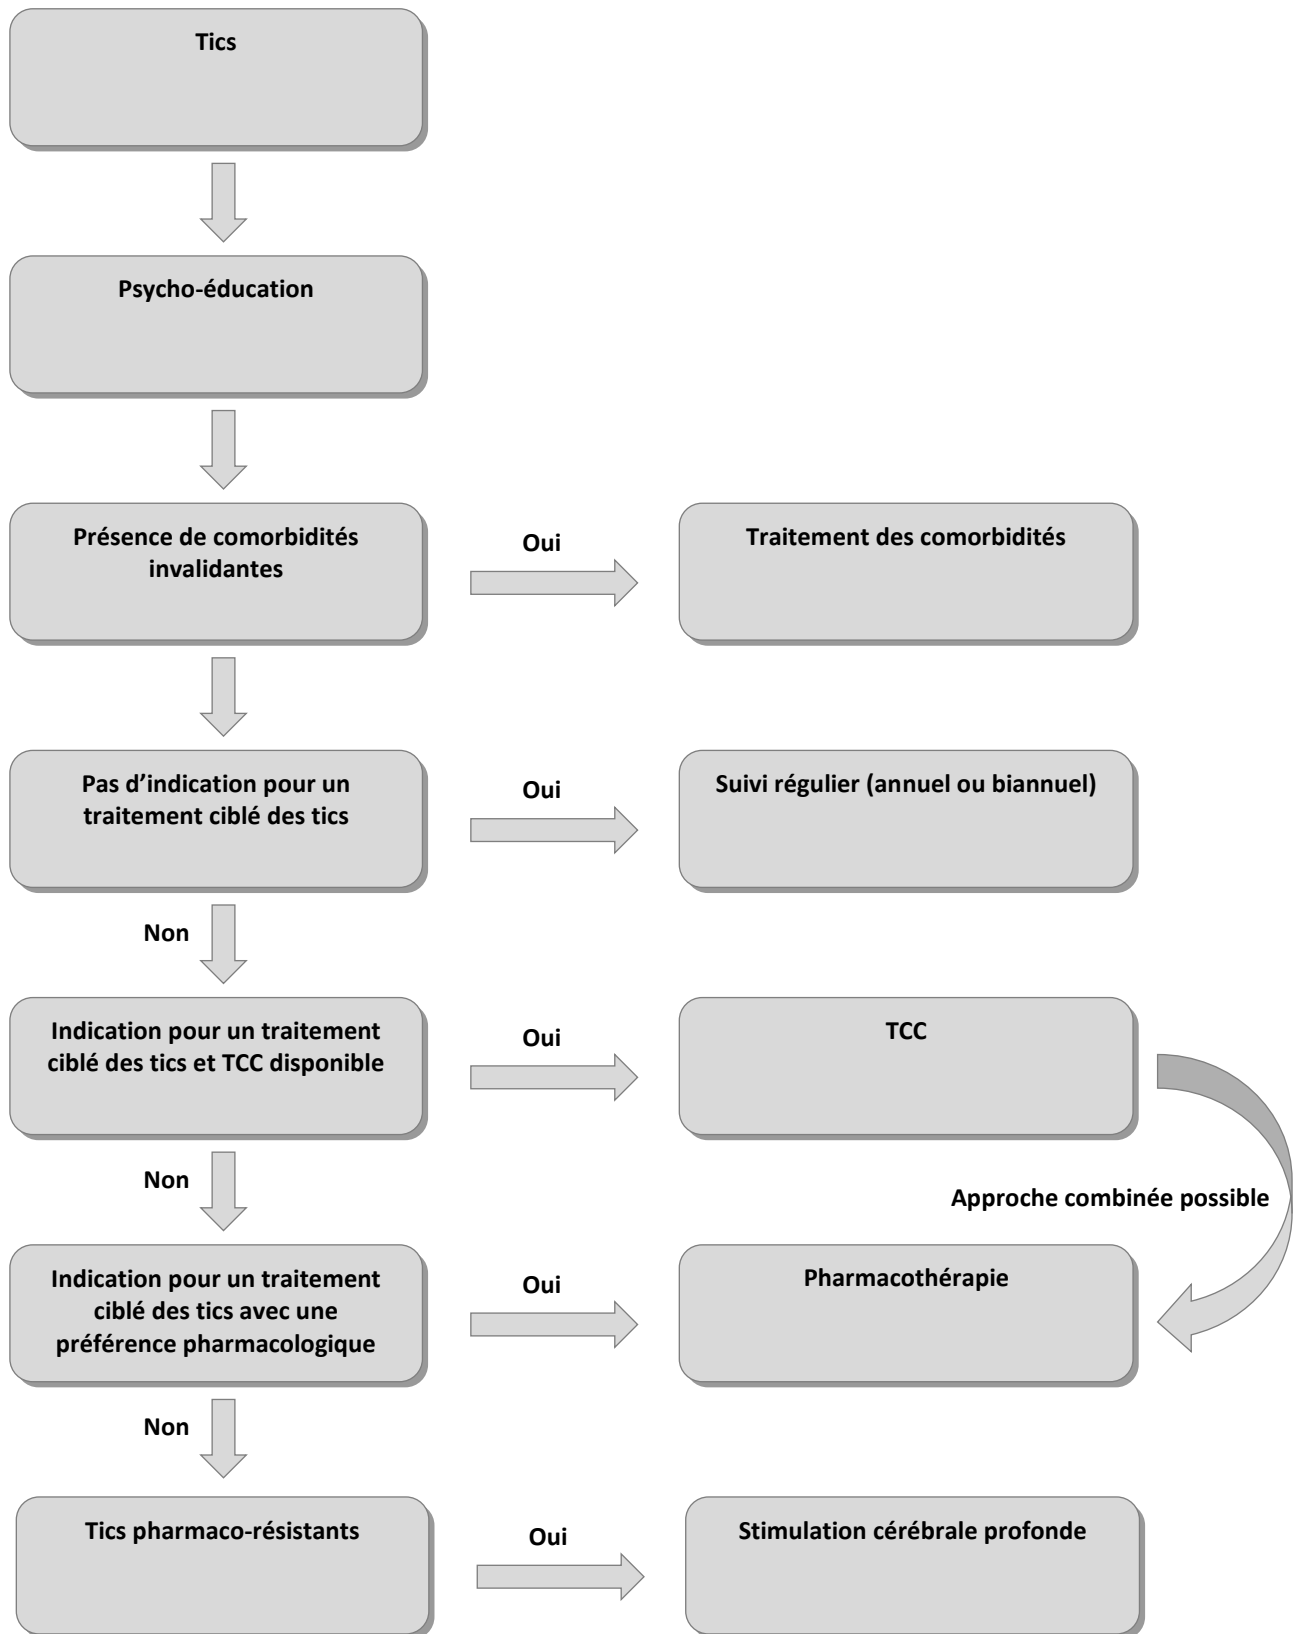 Tics
Psycho-éducation
Présence de comorbidités
invalidantes
Oui
Traitement des comorbidités
Pas d’indication pour un
traitement ciblé des tics
Oui
Suivi régulier (annuel ou biannuel)
Non
Indication pour un traitement
ciblé des tics et TCC disponible
Oui
TCC
Non
Approche combinée possible
Indication pour un traitement
ciblé des tics avec une
préférence pharmacologique
Oui
Pharmacothérapie
Non
Tics pharmaco-résistants
Oui
Stimulation cérébrale profonde